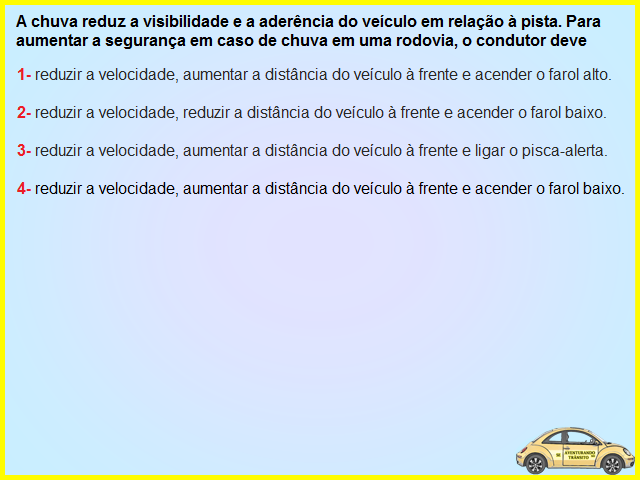 A chuva reduz a visibilidade e a aderência do veículo em relação à pista. Para
aumentar a segurança em caso de chuva em uma rodovia, o condutor deve
1- reduzir a velocidade, aumentar a distância do veículo à frente e acender o farol alto.
2- reduzir a velocidade, reduzir a distância do veículo à frente e acender o farol baixo.
3- reduzir a velocidade, aumentar a distância do veículo à frente e ligar o pisca-alerta.
4- reduzir a velocidade, aumentar a distância do veículo à frente e acender o farol baixo.
AVENTURANDO
TRÂNSITO